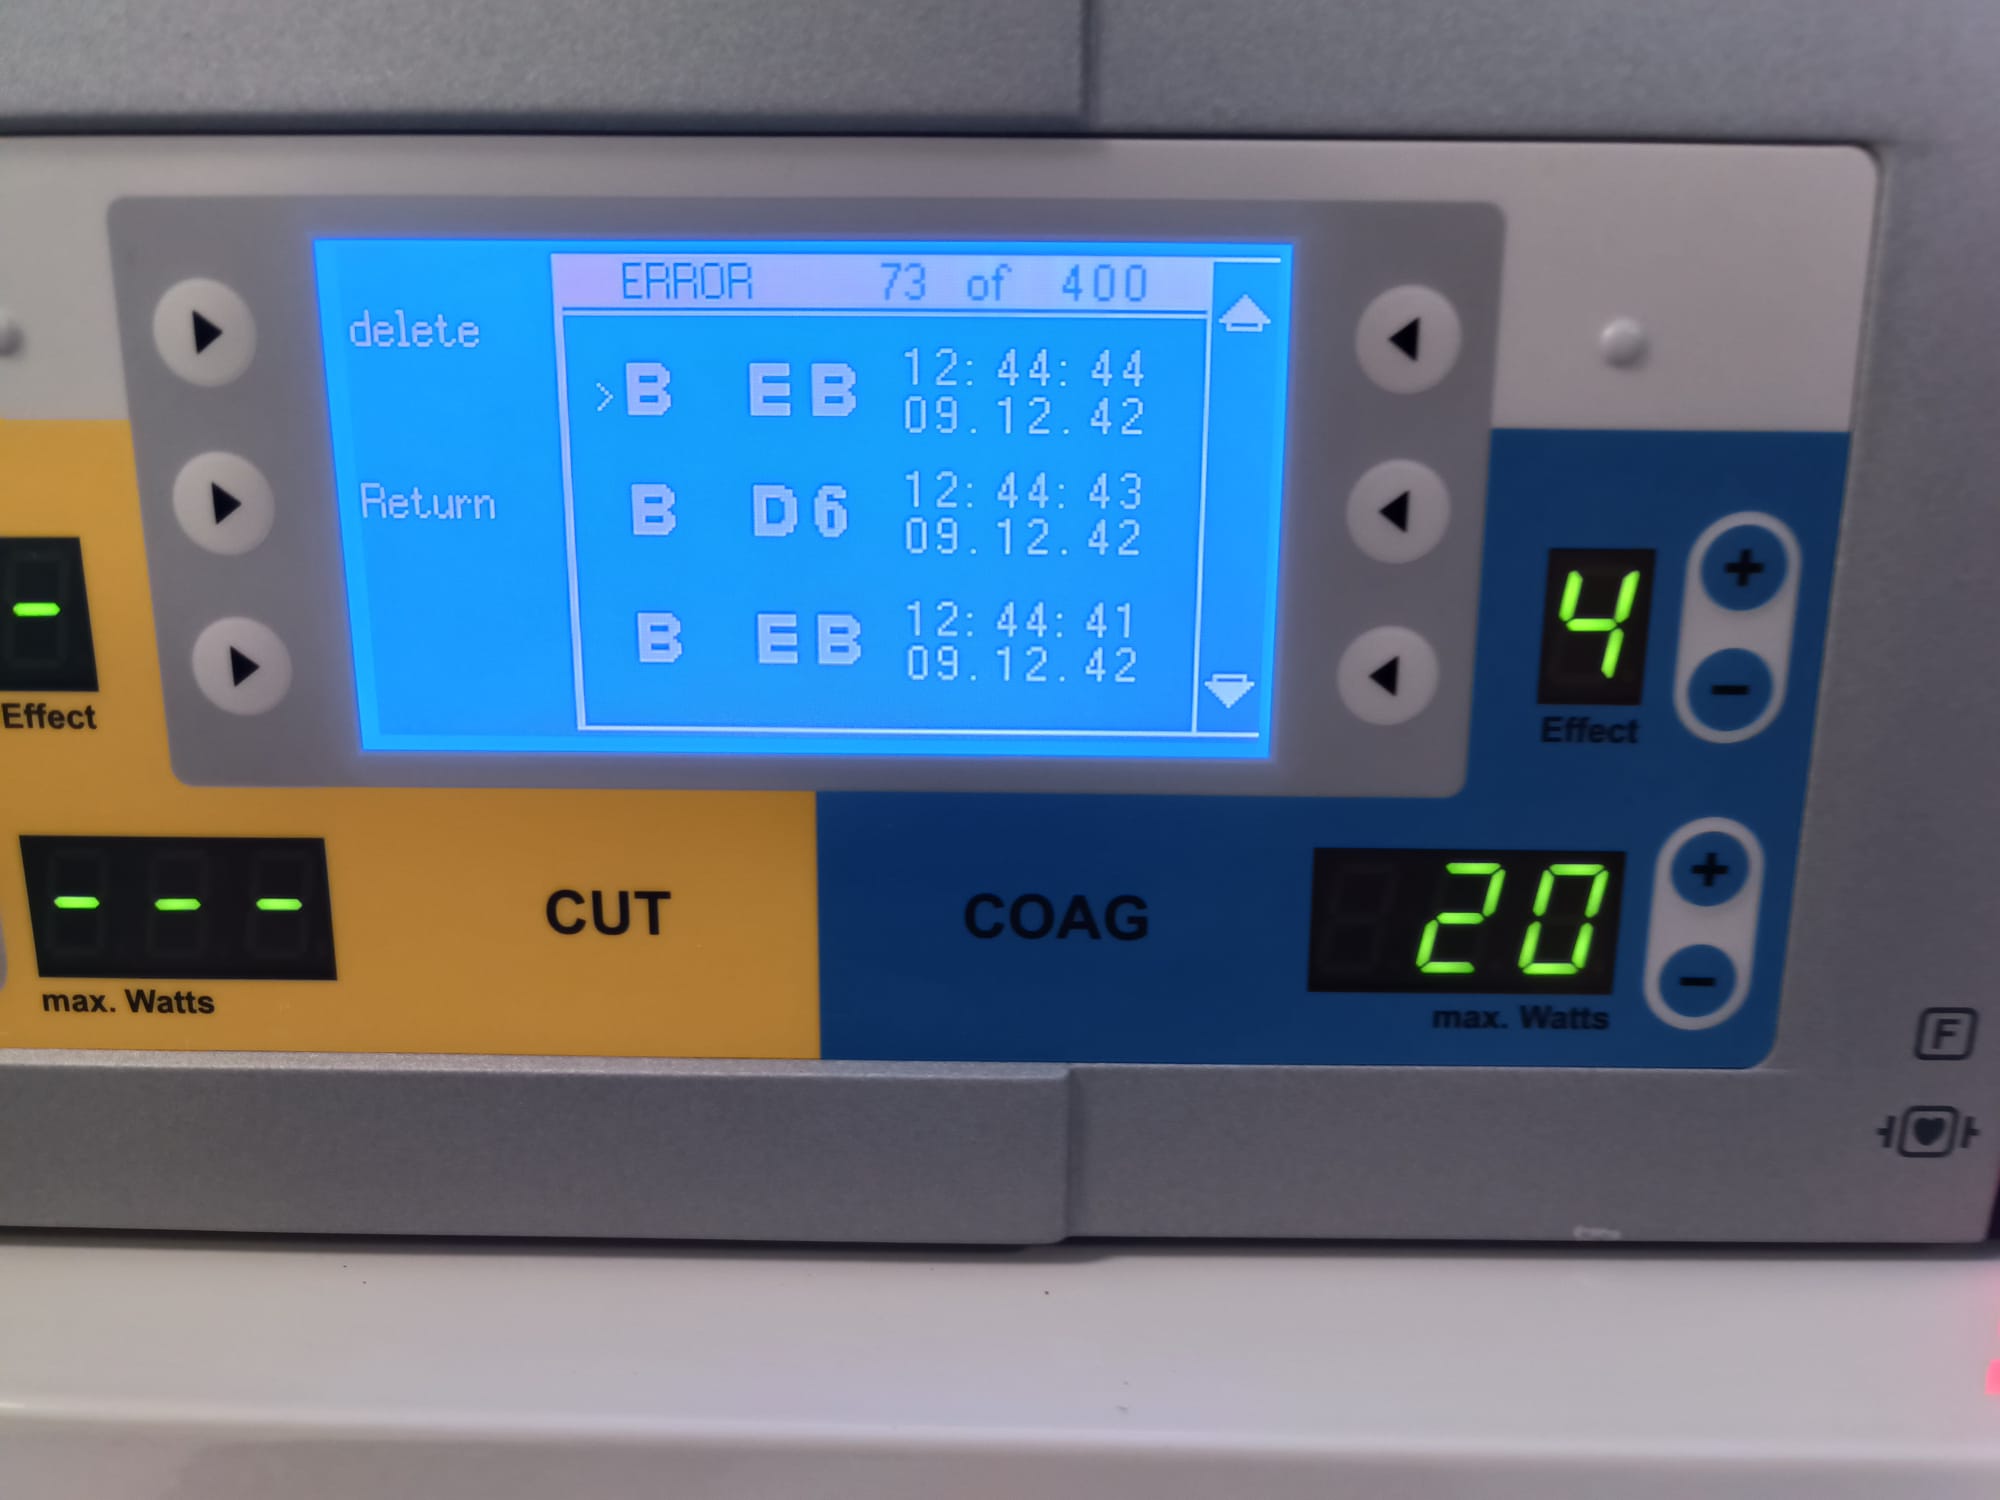 ERROR 73 of 400
delete
> B EB 12:44:44
09.12.42
Return
B D6 12:44:43
09.12.42
B EB 12:44:41
09.12.42
-
Effect
4
+
-
Effect
---
max. Watts
CUT
COAG
20
+
-
max. Watts
F